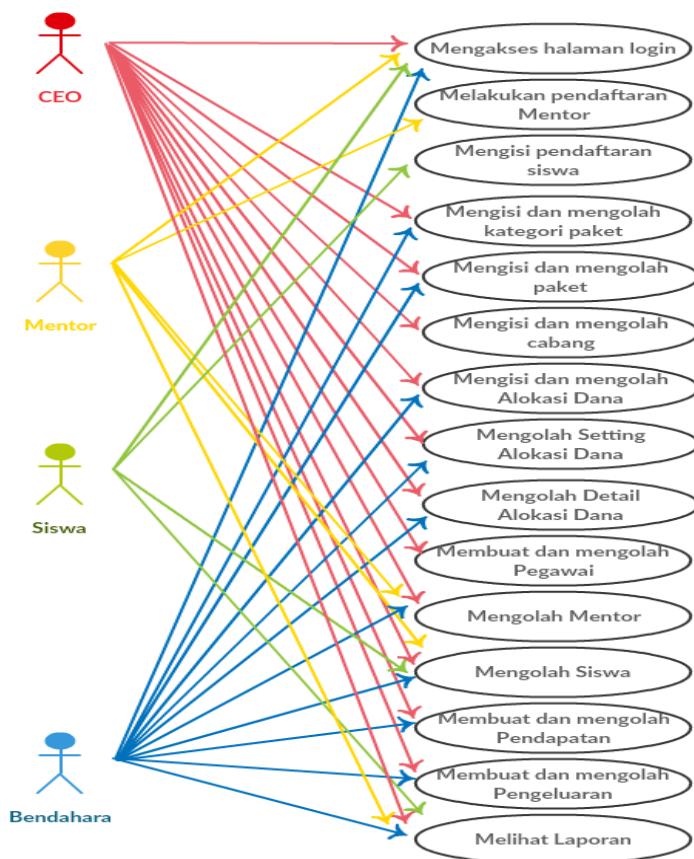 CEO
Mentor
Siswa
Bendahara
Mengakses halaman login
Melakukan pendaftaran
Mentor
Mengisi pendaftaran
siswa
Mengisi dan mengolah
kategori paket
Mengisi dan mengolah
paket
Mengisi dan mengolah
cabang
Mengisi dan mengolah
Alokasi Dana
Mengolah Setting
Alokasi Dana
Mengolah Detail
Alokasi Dana
Membuat dan mengolah
Pegawai
Mengolah Mentor
Mengolah Siswa
Membuat dan mengolah
Pendapatan
Membuat dan mengolah
Pengeluaran
Melihat Laporan